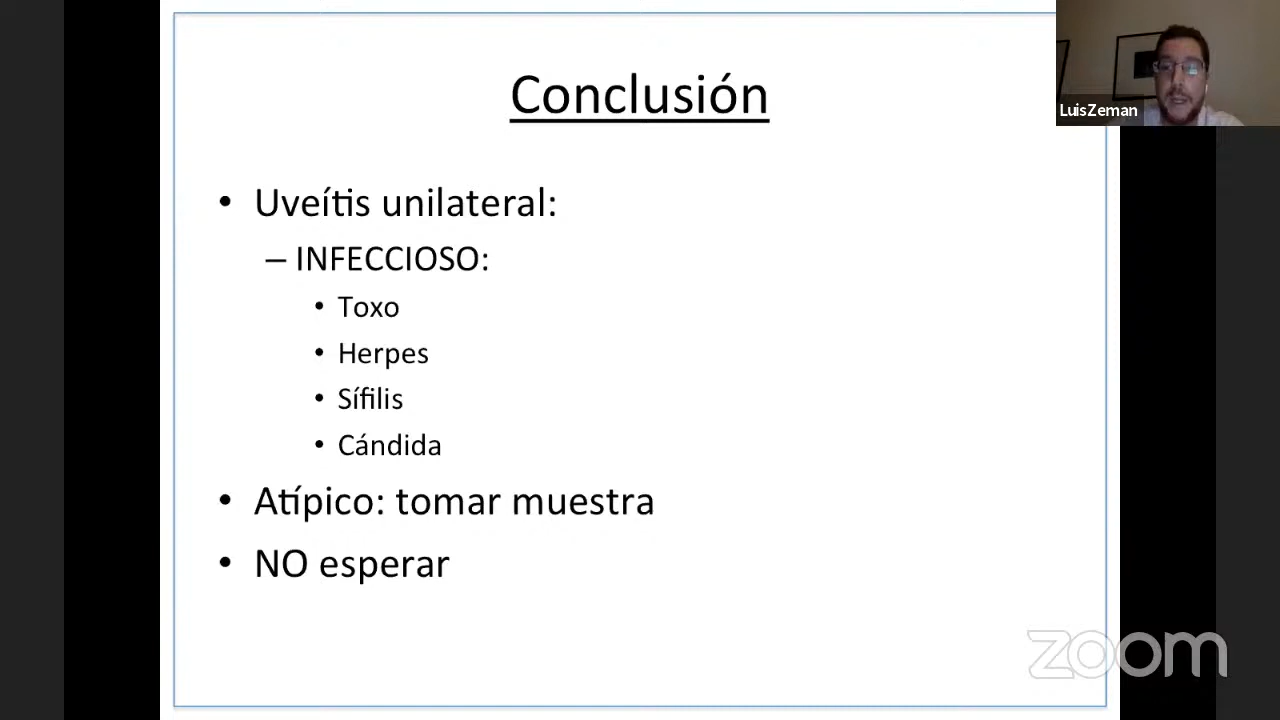 Conclusión
LuisZeman
• Uveítis unilateral:
– INFECCIOSO:
• Toxo
• Herpes
• Sífilis
• Cándida
• Atípico: tomar muestra
• NO esperar
zoom